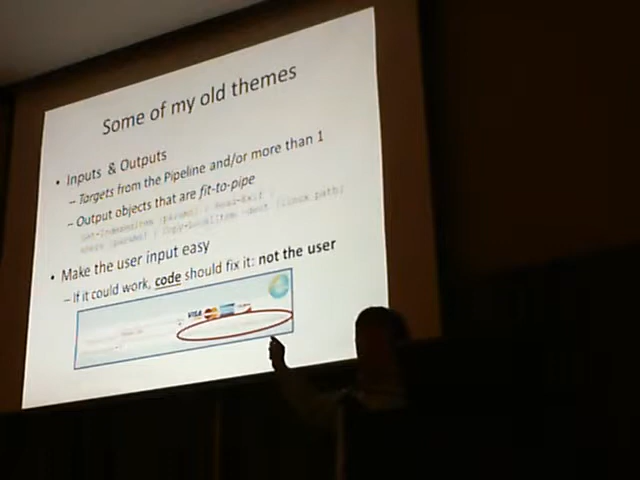 Some of my old themes
• Inputs & Outputs
– Targets from the Pipeline and/or more than 1
– Output objects that are fit-to-pipe
• Make the user input easy
– If it could work, code should fix it: not the user
VISA